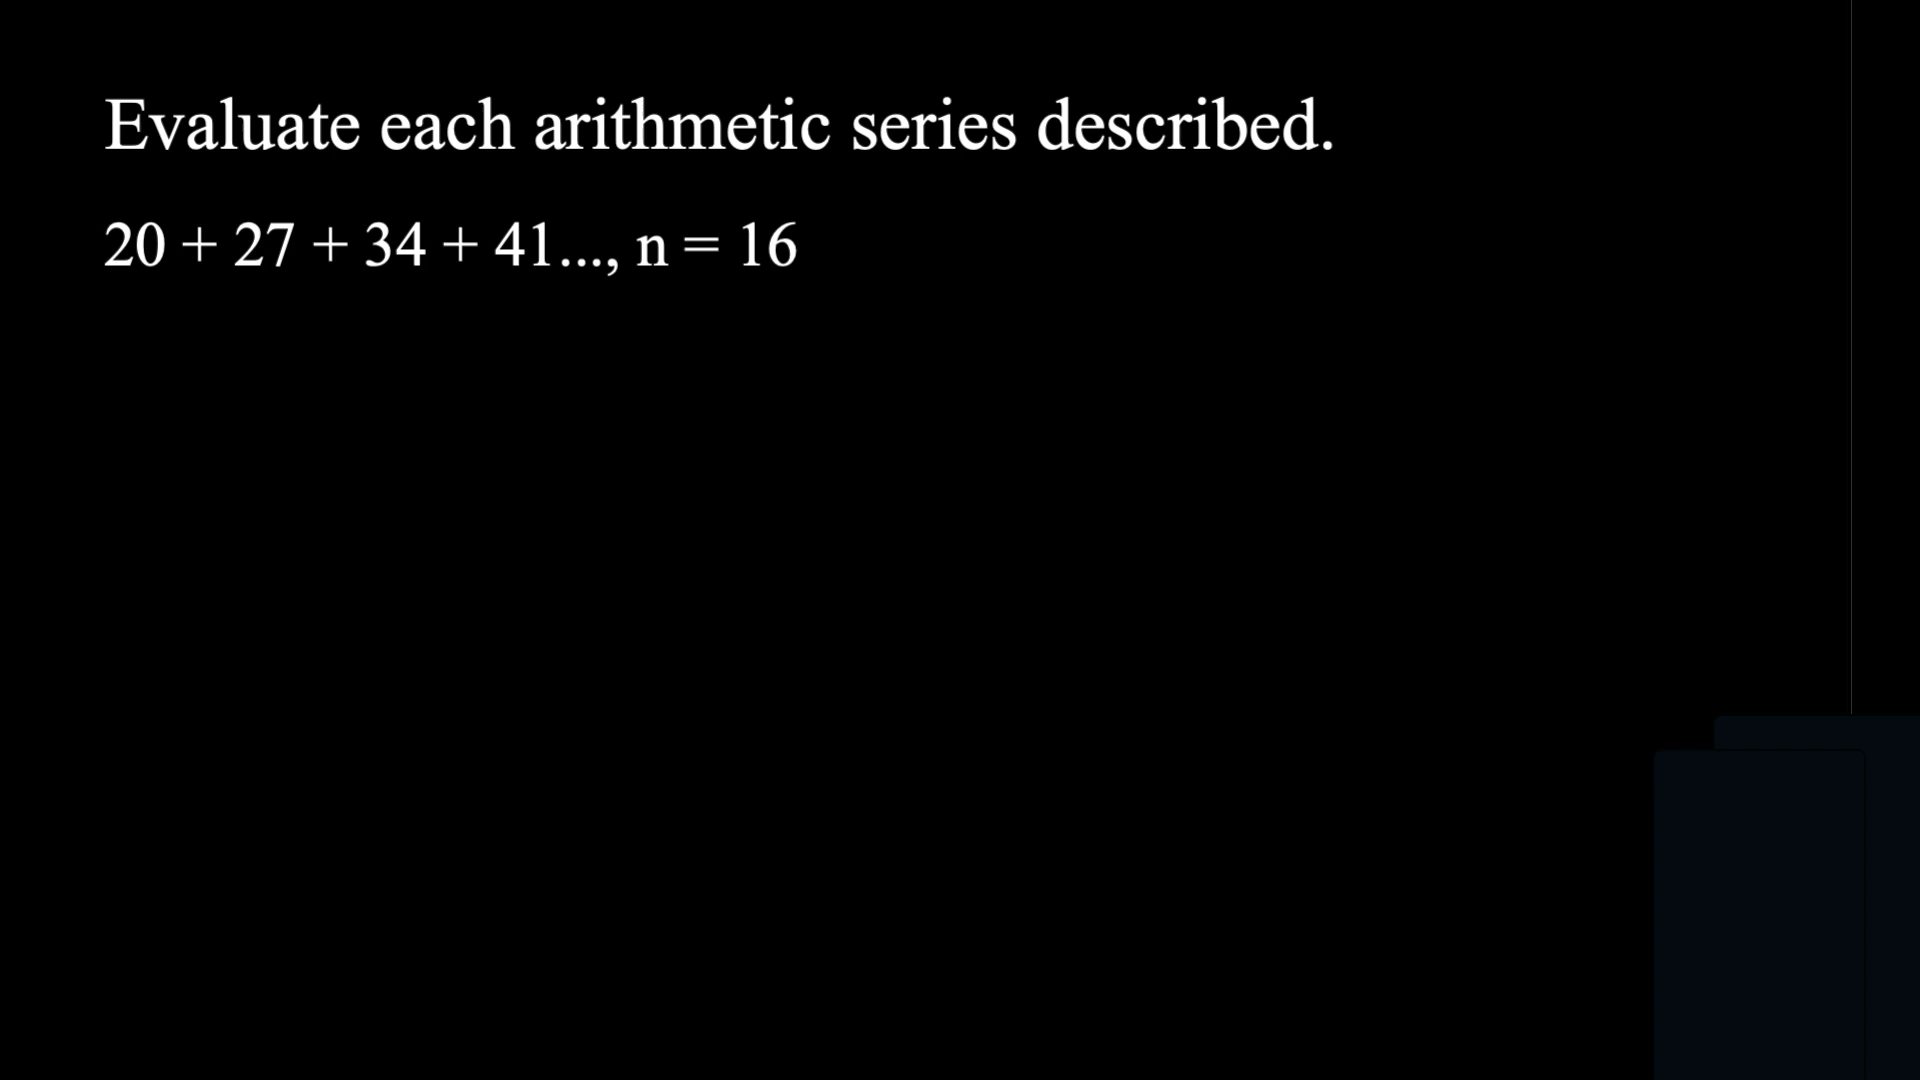 Evaluate each arithmetic series described.
20 + 27 + 34 + 41..., n = 16